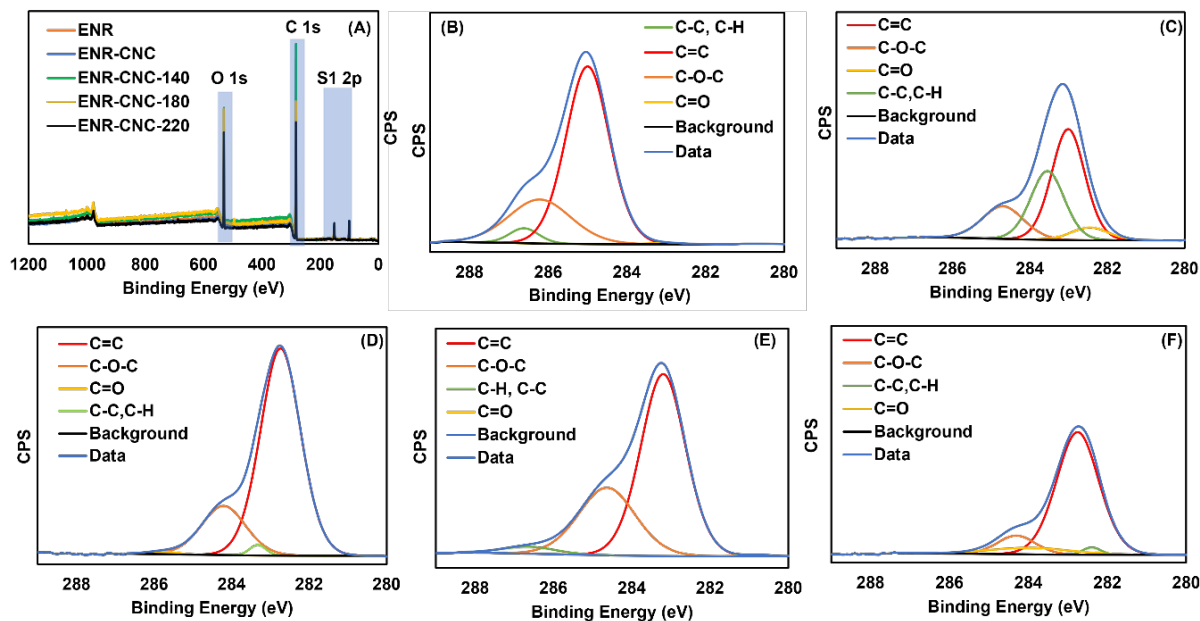 (A)
C 1s
O 1s
S1 2p
ENR
ENR-CNC
ENR-CNC-140
ENR-CNC-180
ENR-CNC-220
1200 1000 800 600 400 200 0
Binding Energy (eV)
CPS
(B)
C-C, C-H
C=C
C-O-C
C=O
Background
Data
CPS
288 286 284 282 280
Binding Energy (eV)
(C)
C=C
C-O-C
C=O
C-C,C-H
Background
Data
CPS
288 286 284 282 280
Binding Energy (eV)
(D)
C=C
C-O-C
C=O
C-C,C-H
Background
Data
CPS
288 286 284 282 280
Binding Energy (eV)
(E)
C=C
C-O-C
C-H, C-C
C=O
Background
Data
CPS
288 286 284 282 280
Binding Energy (eV)
(F)
C=C
C-O-C
C-C,C-H
C=O
Background
Data
288 286 284 282 280
Binding Energy (eV)